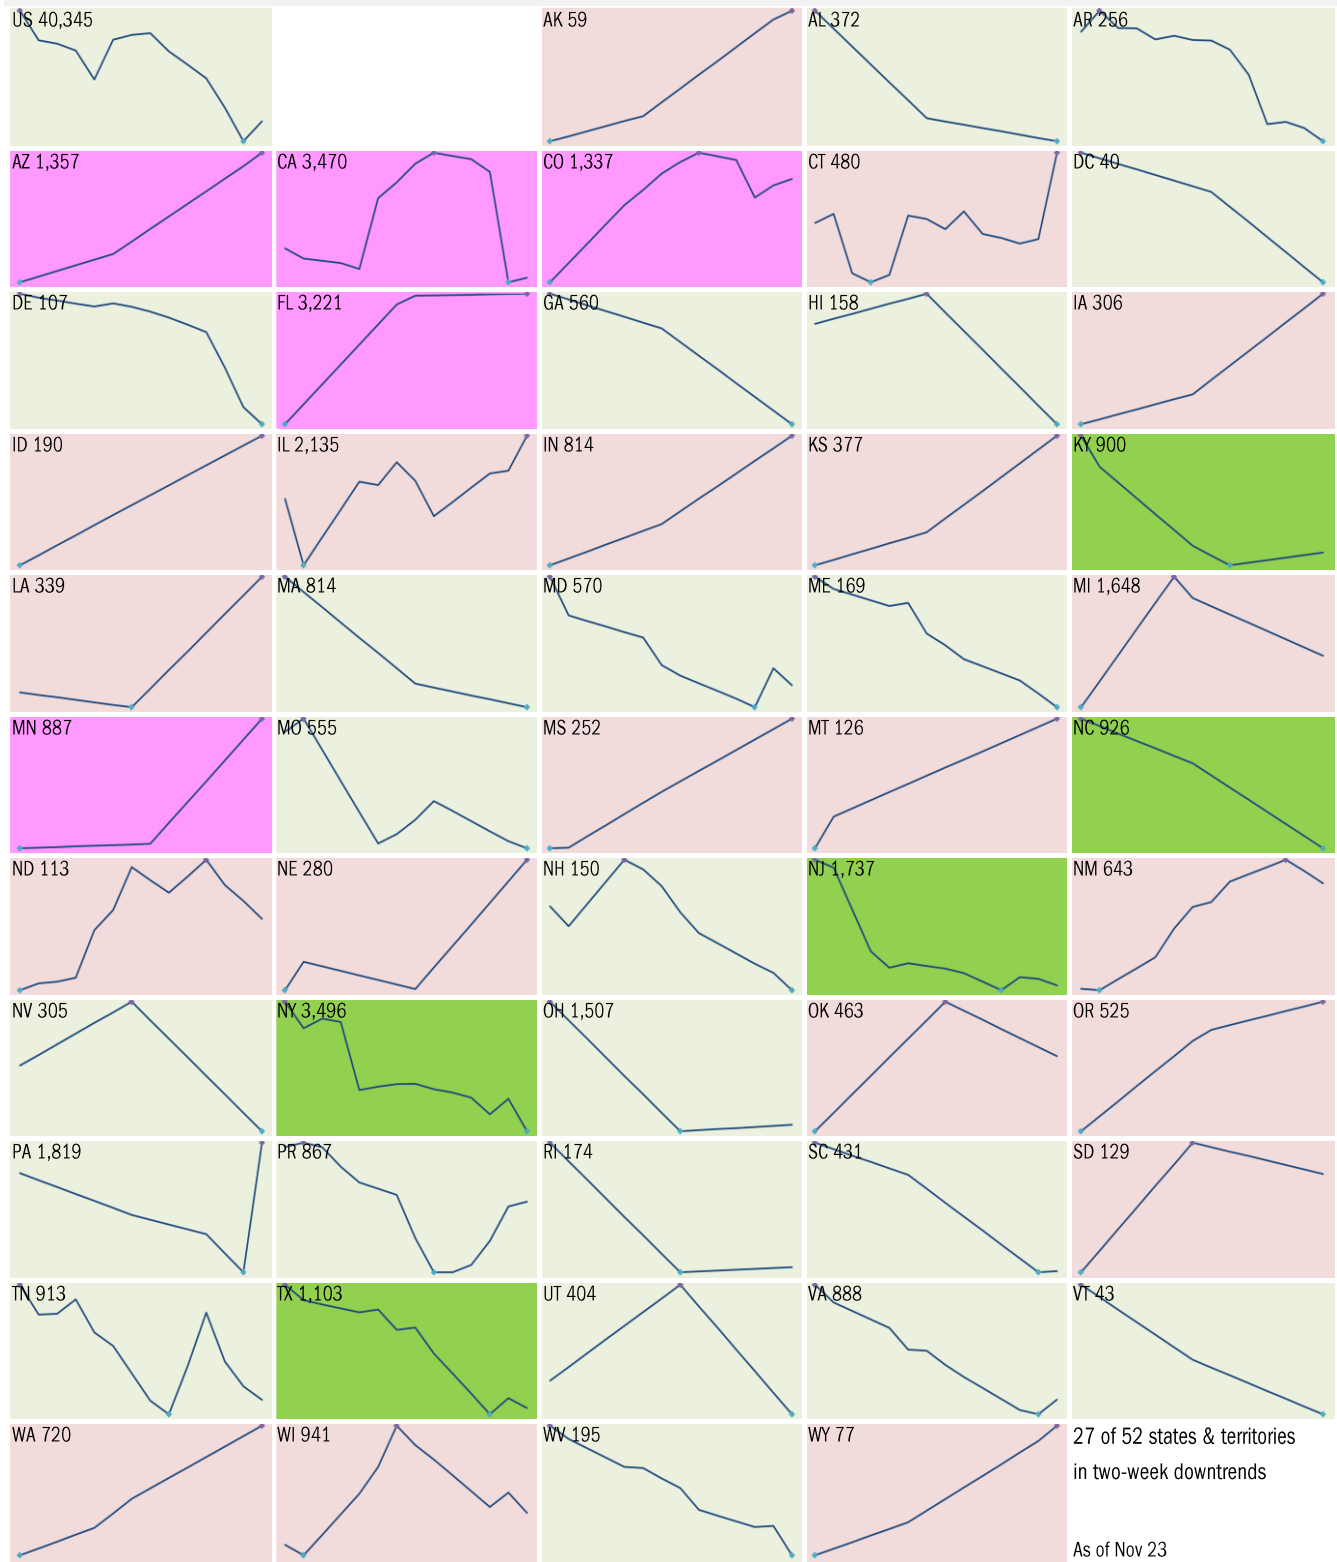 US 40,345
AK 59
AL 372
AR 256
AZ 1,357
CA 3,470
CO 1,337
CT 480
DC 40
DE 107
FL 3,221
GA 560
HI 158
IA 306
ID 190
IL 2,135
IN 814
KS 377
KY 900
LA 339
MA 814
MD 570
ME 169
MI 1,648
MN 887
MO 555
MS 252
MT 126
NC 926
ND 113
NE 280
NH 150
NJ 1,737
NM 643
NV 305
NY 3,496
OH 1,507
OK 463
OR 525
PA 1,819
PR 867
RI 174
SC 431
SD 129
TN 913
TX 1,103
UT 404
VA 888
VT 43
WA 720
WI 941
WV 195
WY 77
27 of 52 states & territories
in two-week downtrends
As of Nov 23